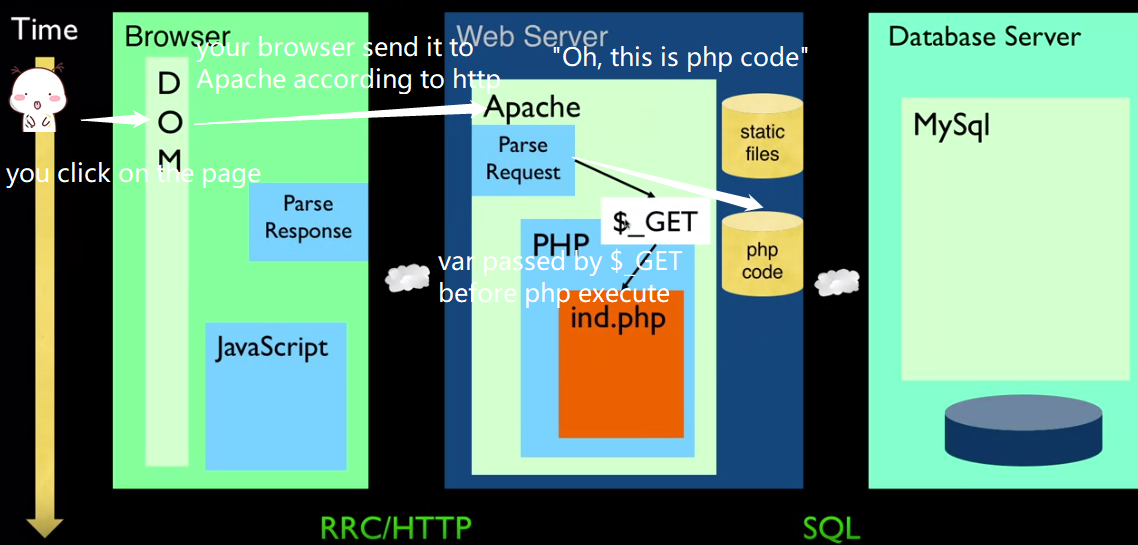 Time
Browser
your browser send it to
Apache according to http
D
O
M
you click on the page
Parse
Response
JavaScript
Web Server
"Oh, this is php code"
Apache
Parse
Request
$_GET
PHP
var passed by $_GET
before php execute
ind.php
static
files
php
code
Database Server
MySql
RRC/HTTP
SQL